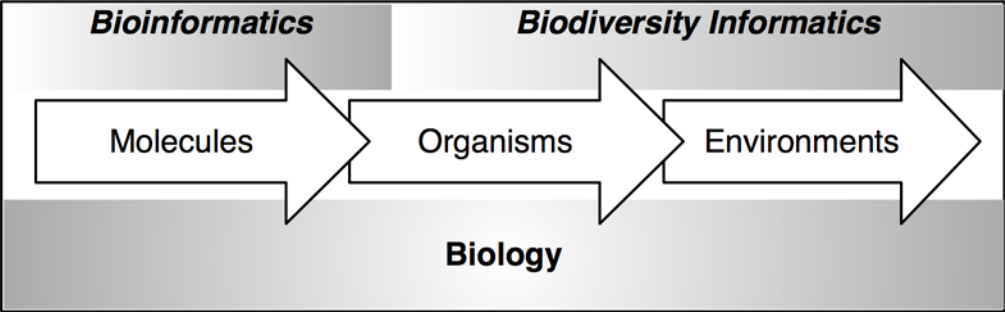 Bioinformatics
Biodiversity Informatics
Molecules
Organisms
Environments
Biology